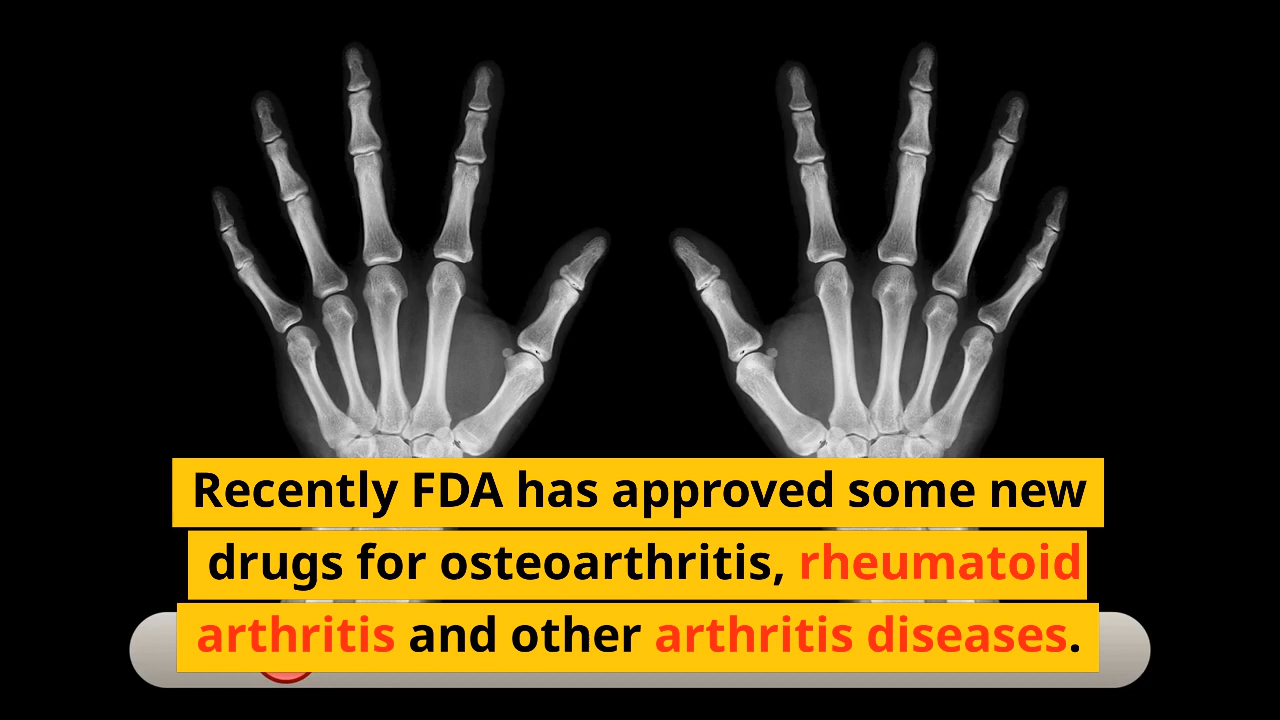 Recently FDA has approved some new
drugs for osteoarthritis, rheumatoid
arthritis and other arthritis diseases.